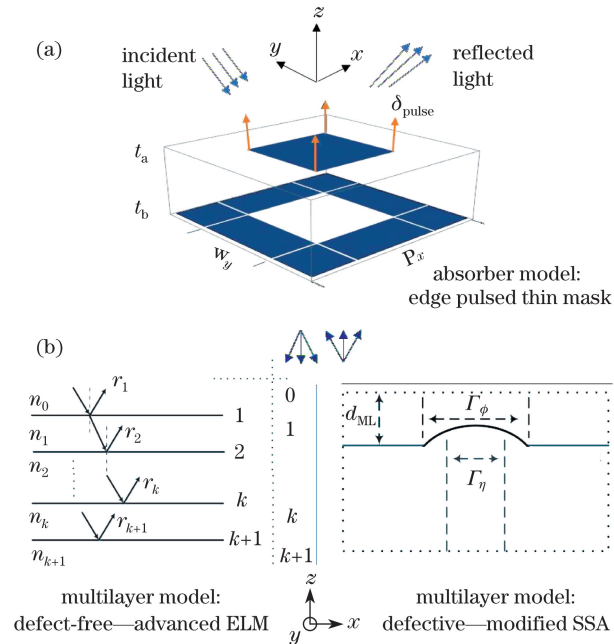 (a)
z
y
x
incident
light
reflected
light
δpulse
ta
tb
wy
Px
absorber model:
edge pulsed thin mask
(b)
n0
r1
1
n1
r2
2
n2
rk
k
nk
rk+1
k+1
nk+1
0
1
k
k+1
dML
Γϕ
Γη
multilayer model:
defect-free—advanced ELM
z
y
x
multilayer model:
defective—modified SSA